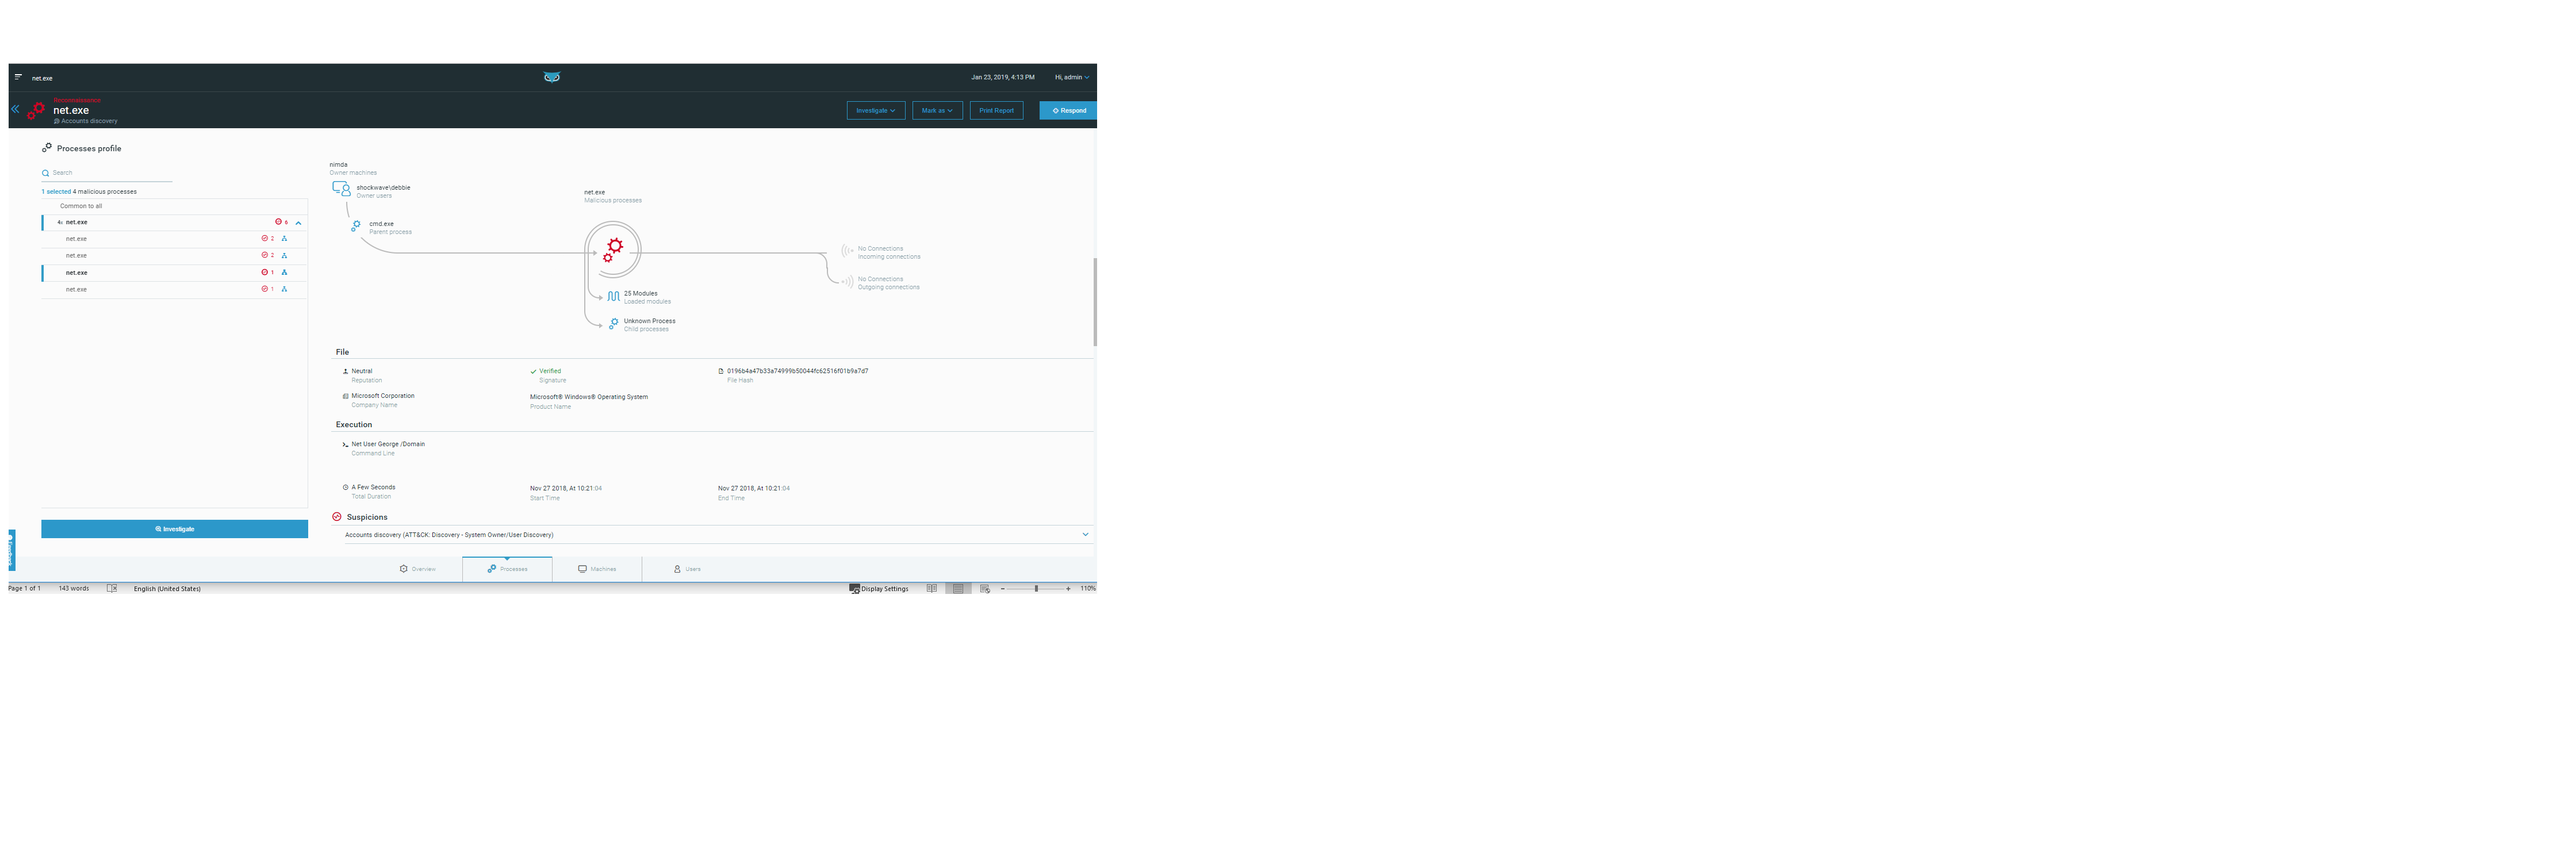 net.exe
Jan 23, 2019, 4:13 PM
Hi, admin
net.exe
Accounts discovery
Investigate
Mark as
Print Report
Respond
Processes profile
Search
1 selected 4 malicious processes
Common to all
4x net.exe 6
net.exe 2
net.exe 2
net.exe 1
net.exe 1
Investigate
nimda
Owner machines
shockwave\debbie
Owner users
cmd.exe
Parent process
net.exe
Malicious processes
No Connections
Incoming connections
No Connections
Outgoing connections
25 Modules
Loaded modules
Unknown Process
Child processes
File
Neutral
Reputation
Verified
Signature
0196b4a47b33a74999b50044fc62516f01b9a7d7
File Hash
Microsoft Corporation
Company Name
Microsoft® Windows® Operating System
Product Name
Execution
Net User George /Domain
Command Line
A Few Seconds
Total Duration
Nov 27 2018, At 10:21:04
Start Time
Nov 27 2018, At 10:21:04
End Time
Suspicions
Accounts discovery (ATT&CK: Discovery - System Owner/User Discovery)
Overview
Processes
Machines
Users
Page 1 of 1
143 words
English (United States)
Display Settings
110%